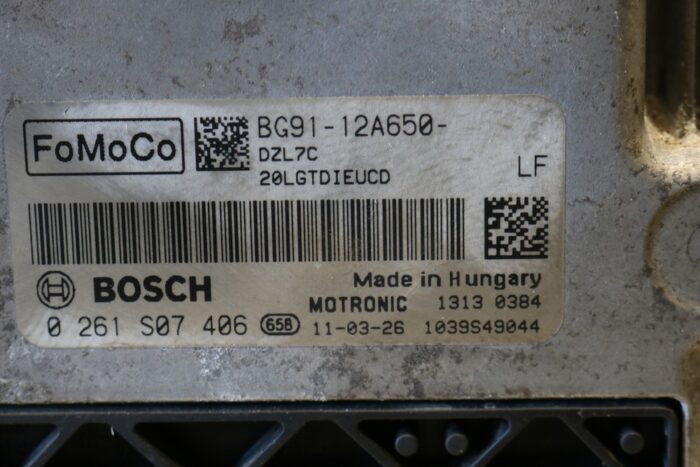 FoMoCo
BG91-12A650-
DZL7C
20LGTDIEUCD
LF
BOSCH
Made in Hungary
MOTRONIC 1313 0384
0 261 S07 406 658 11-03-26 1039S49044